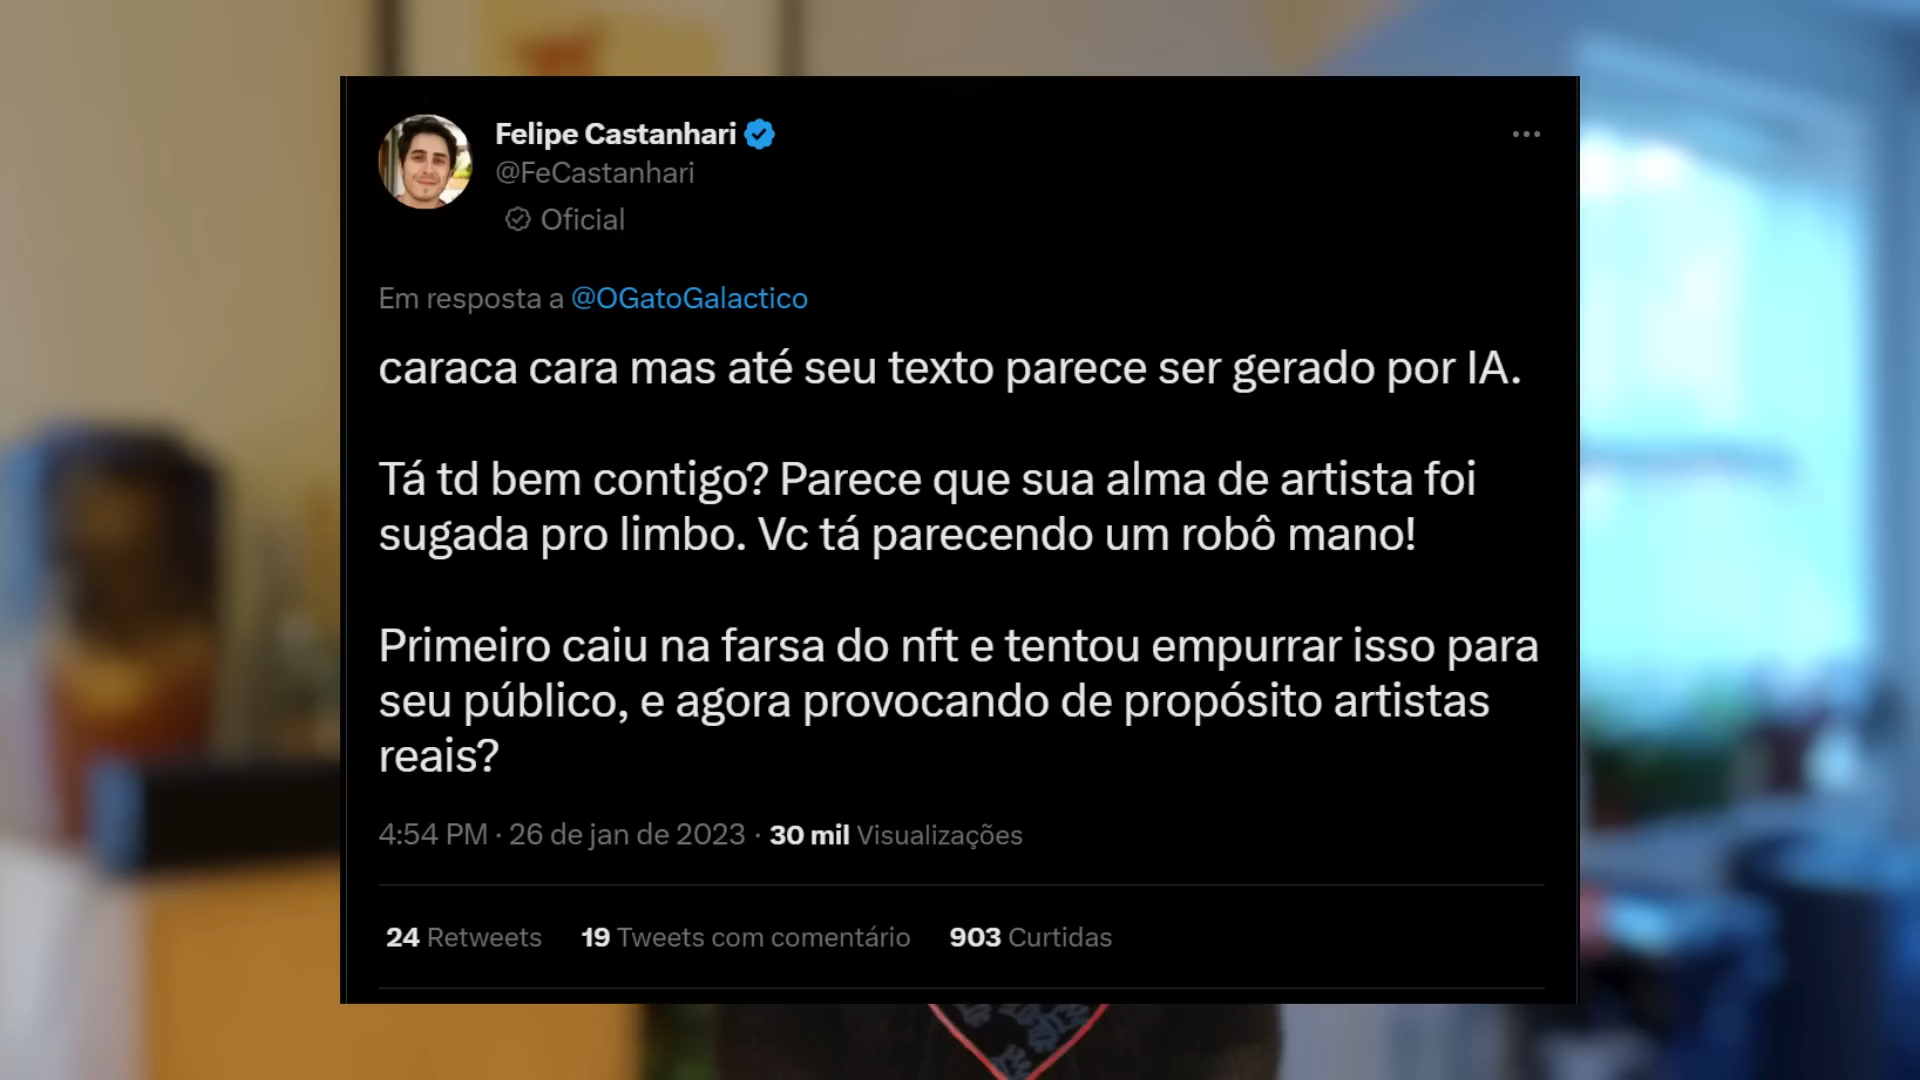 Felipe Castanhari
@FeCastanhari
Oficial
Em resposta a @OGatoGalactico
caraca cara mas até seu texto parece ser gerado por IA.
Tá td bem contigo? Parece que sua alma de artista foi
sugada pro limbo. Vc tá parecendo um robô mano!
Primeiro caiu na farsa do nft e tentou empurrar isso para
seu público, e agora provocando de propósito artistas
reais?
4:54 PM · 26 de jan de 2023 · 30 mil Visualizações
24 Retweets 19 Tweets com comentário 903 Curtidas